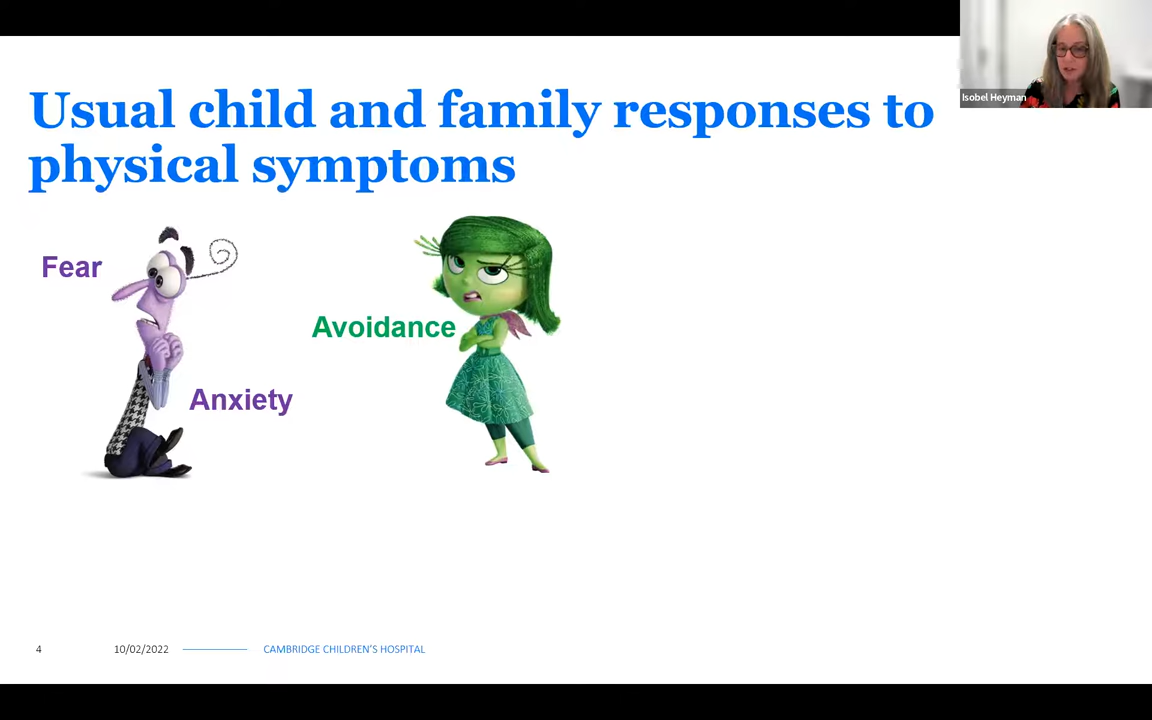 Isobel Heyman
Usual child and family responses to
physical symptoms
Fear
Avoidance
Anxiety
4
10/02/2022
CAMBRIDGE CHILDREN'S HOSPITAL